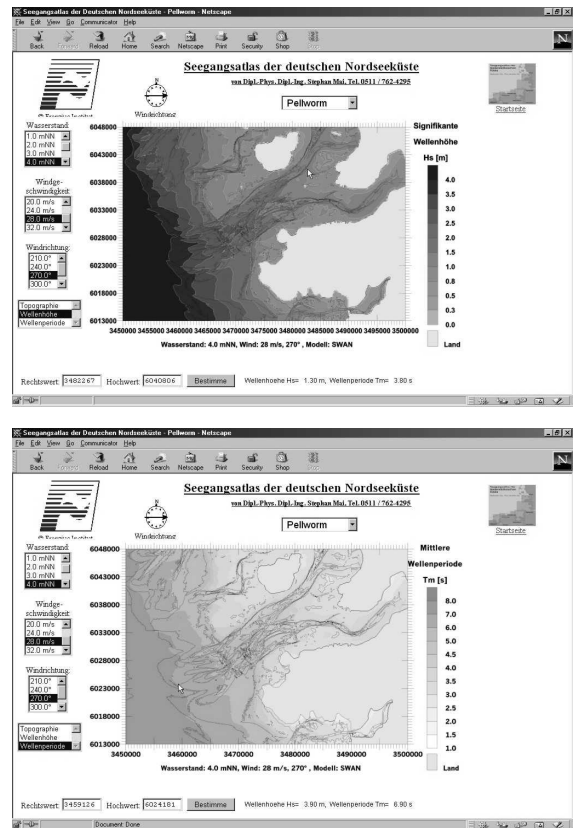 Seegangsatlas der Deutschen Nordseeküste - Pellworm - Netscape
File Edit View Go Communicator Help
Back Forward Reload Home Search Netscape Print Security Shop Stop
Seegangsatlas der deutschen Nordseeküste
von Dipl.-Phys. Dipl.-Ing. Stephan Mai, Tel. 0511 / 762-4295
Pellworm
Startseite
Windrichtung
Wasserstand
1.0 mNN
2.0 mNN
3.0 mNN
4.0 mNN
Windge-
schwindigkeit
20.0 m/s
24.0 m/s
28.0 m/s
32.0 m/s
Windrichtung:
210.0°
240.0°
270.0°
300.0°
Topographie
Wellenhöhe
Wellenperiode
6048000
6043000
6038000
6033000
6028000
6023000
6018000
6013000
3450000 3455000 3460000 3465000 3470000 3475000 3480000 3485000 3490000 3495000 3500000
Wasserstand: 4.0 mNN, Wind: 28 m/s, 270° , Modell: SWAN
Signifikante
Wellenhöhe
Hs [m]
4.0
3.5
3.0
2.5
2.0
1.5
1.0
0.8
0.5
0.3
0.0
Land
Rechtswert: 3482267 Hochwert: 6040806 Bestimme Wellenhoehe Hs= 1.30 m, Wellenperiode Tm= 3.80 s
Seegangsatlas der Deutschen Nordseeküste - Pellworm - Netscape
File Edit View Go Communicator Help
Back Forward Reload Home Search Netscape Print Security Shop Stop
Seegangsatlas der deutschen Nordseeküste
von Dipl.-Phys. Dipl.-Ing. Stephan Mai, Tel. 0511 / 762-4295
Pellworm
Startseite
Windrichtung
Wasserstand
1.0 mNN
2.0 mNN
3.0 mNN
4.0 mNN
Windge-
schwindigkeit
20.0 m/s
24.0 m/s
28.0 m/s
32.0 m/s
Windrichtung:
210.0°
240.0°
270.0°
300.0°
Topographie
Wellenhöhe
Wellenperiode
6048000
6043000
6038000
6033000
6028000
6023000
6018000
6013000
3450000 3460000 3470000 3480000 3490000 3500000
Wasserstand: 4.0 mNN, Wind: 28 m/s, 270° , Modell: SWAN
Mittlere
Wellenperiode
Tm [s]
8.0
7.0
6.0
5.0
4.5
4.0
3.5
3.0
2.5
2.0
1.5
1.0
Land
Rechtswert: 3459126 Hochwert: 6024181 Bestimme Wellenhoehe Hs= 3.90 m, Wellenperiode Tm= 6.90 s
Document: Done